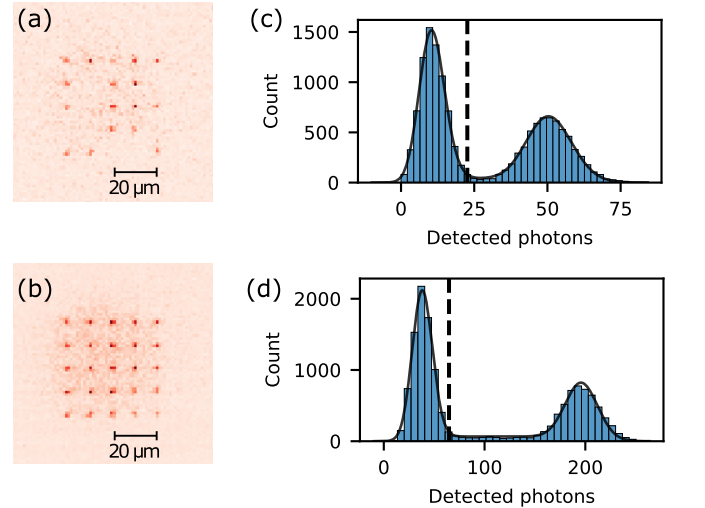 (a)
20 µm
(c)
1500
1000
500
0
Count
0 25 50 75
Detected photons
(b)
20 µm
(d)
2000
1000
0
Count
0 100 200
Detected photons